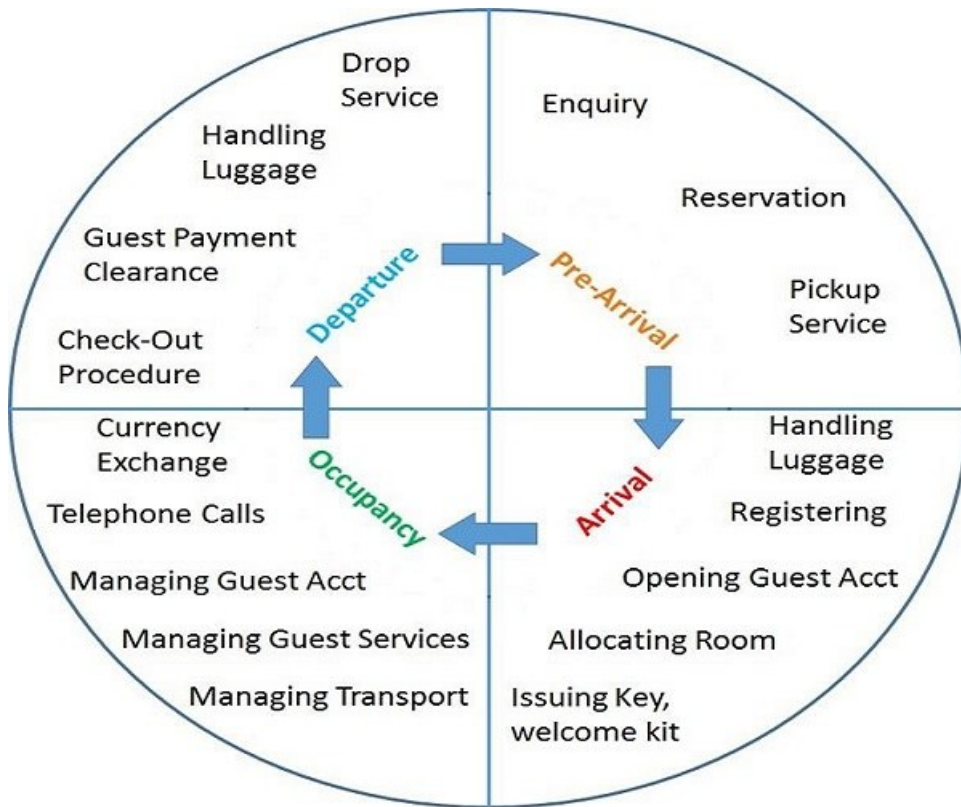 Drop
Service
Handling
Luggage
Guest Payment
Clearance
Check-Out
Procedure
Departure
Enquiry
Reservation
Pickup
Service
Pre-Arrival
Handling
Luggage
Registering
Opening Guest Acct
Allocating Room
Issuing Key,
welcome kit
Arrival
Currency
Exchange
Telephone Calls
Managing Guest Acct
Managing Guest Services
Managing Transport
Occupancy